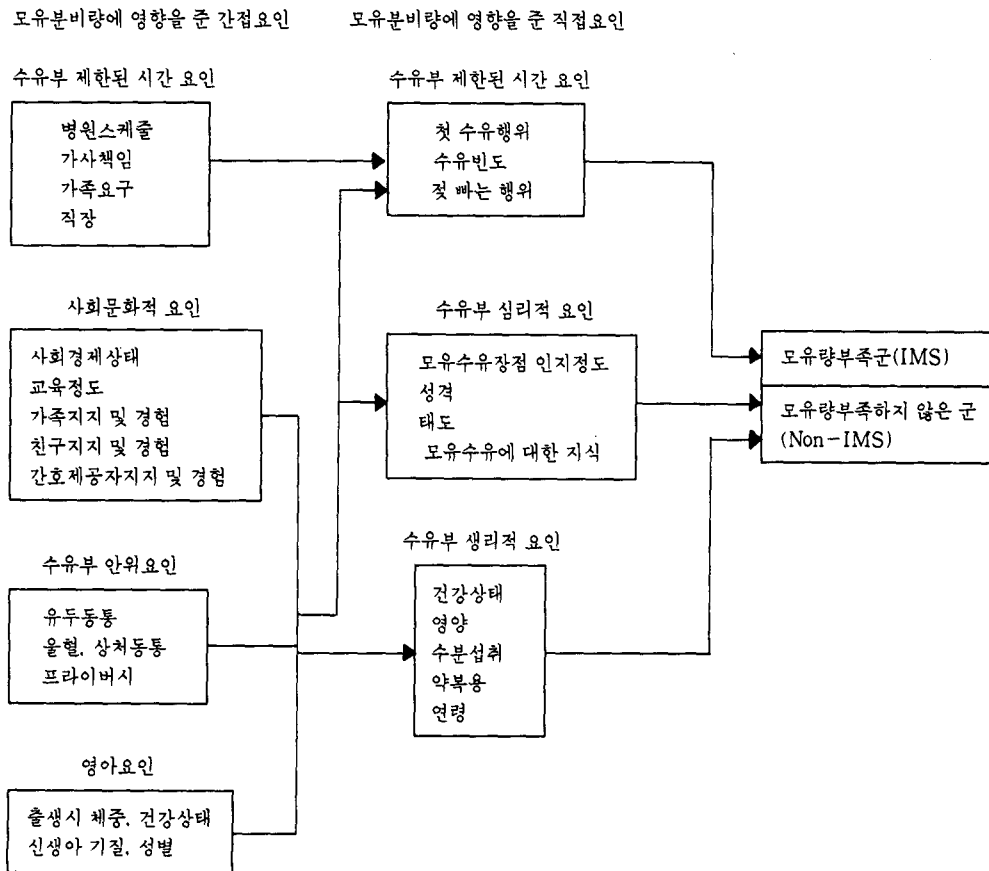 모유분비량에 영향을 준 간접요인
모유분비량에 영향을 준 직접요인
수유부 제한된 시간 요인
병원스케줄
가사책임
가족요구
직장
수유부 제한된 시간 요인
첫 수유행위
수유빈도
젖 빠는 행위
사회문화적 요인
사회경제상태
교육정도
가족지지 및 경험
친구지지 및 경험
간호제공자지지 및 경험
수유부 심리적 요인
모유수유장점 인지정도
성격
태도
모유수유에 대한 지식
모유량부족군(IMS)
모유량부족하지 않은 군
(Non-IMS)
수유부 안위요인
유두동통
울혈, 상처동통
프라이버시
수유부 생리적 요인
건강상태
영양
수분섭취
약복용
연령
영아요인
출생시 체중, 건강상태
신생아 기질, 성별